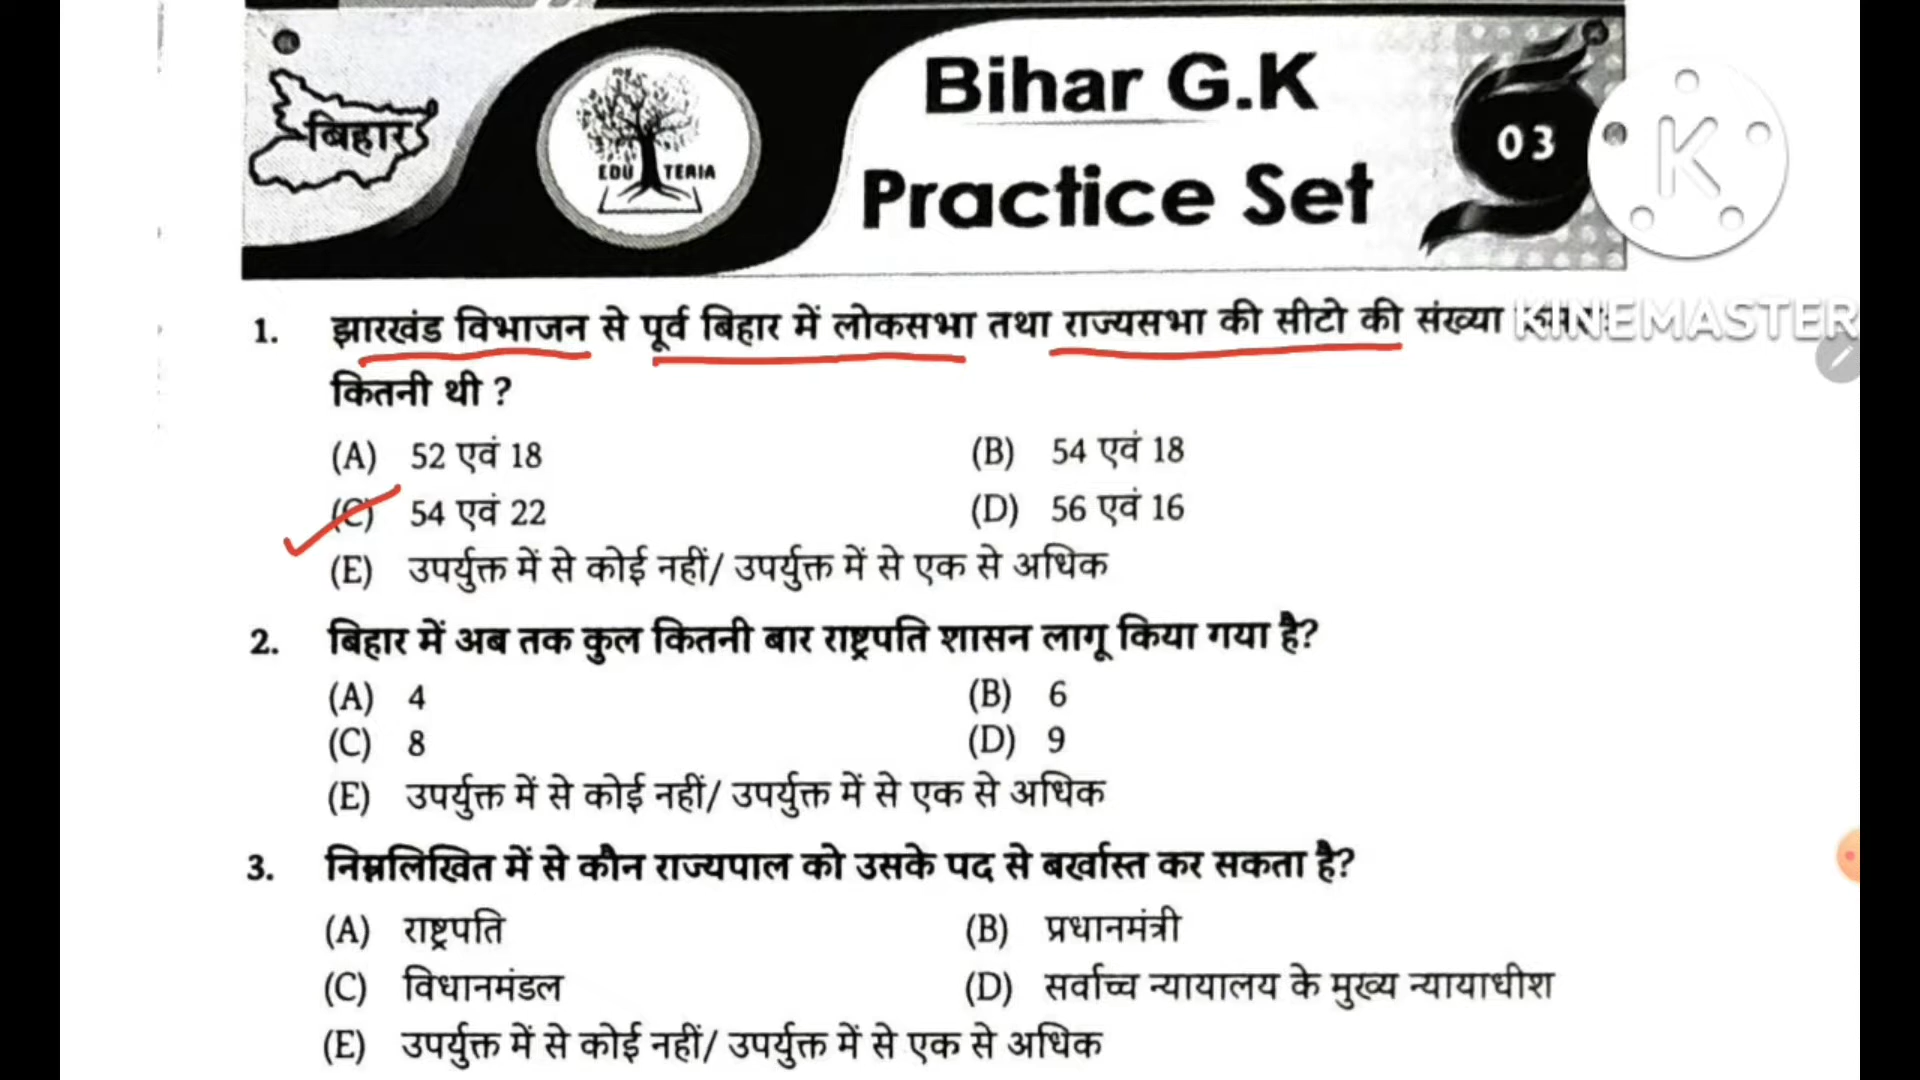 बिहार
EDU TERIA
Bihar G.K
Practice Set
03
K
KINEMASTER
1. झारखंड विभाजन से पूर्व बिहार में लोकसभा तथा राज्यसभा की सीटो की संख्या
कितनी थी ?
(A) 52 एवं 18 (B) 54 एवं 18
(C) 54 एवं 22 (D) 56 एवं 16
(E) उपर्युक्त में से कोई नहीं/ उपर्युक्त में से एक से अधिक
2. बिहार में अब तक कुल कितनी बार राष्ट्रपति शासन लागू किया गया है?
(A) 4 (B) 6
(C) 8 (D) 9
(E) उपर्युक्त में से कोई नहीं/ उपर्युक्त में से एक से अधिक
3. निम्नलिखित में से कौन राज्यपाल को उसके पद से बर्खास्त कर सकता है?
(A) राष्ट्रपति (B) प्रधानमंत्री
(C) विधानमंडल (D) सर्वाच्च न्यायालय के मुख्य न्यायाधीश
(E) उपर्युक्त में से कोई नहीं/ उपर्युक्त में से एक से अधिक